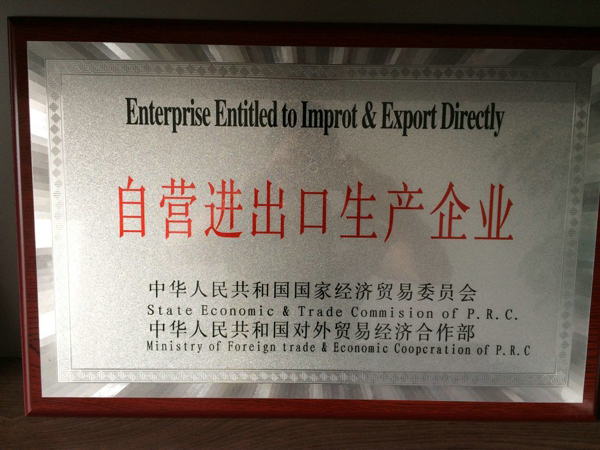 Enterprise Entitled to Improt & Export Directly
自营进出口生产企业
中华人民共和国国家经济贸易委员会
State Economic & Trade Commision of P.R.C.
中华人民共和国对外贸易经济合作部
Ministry of Foreign trade & Economic Coopcration of P.R.C